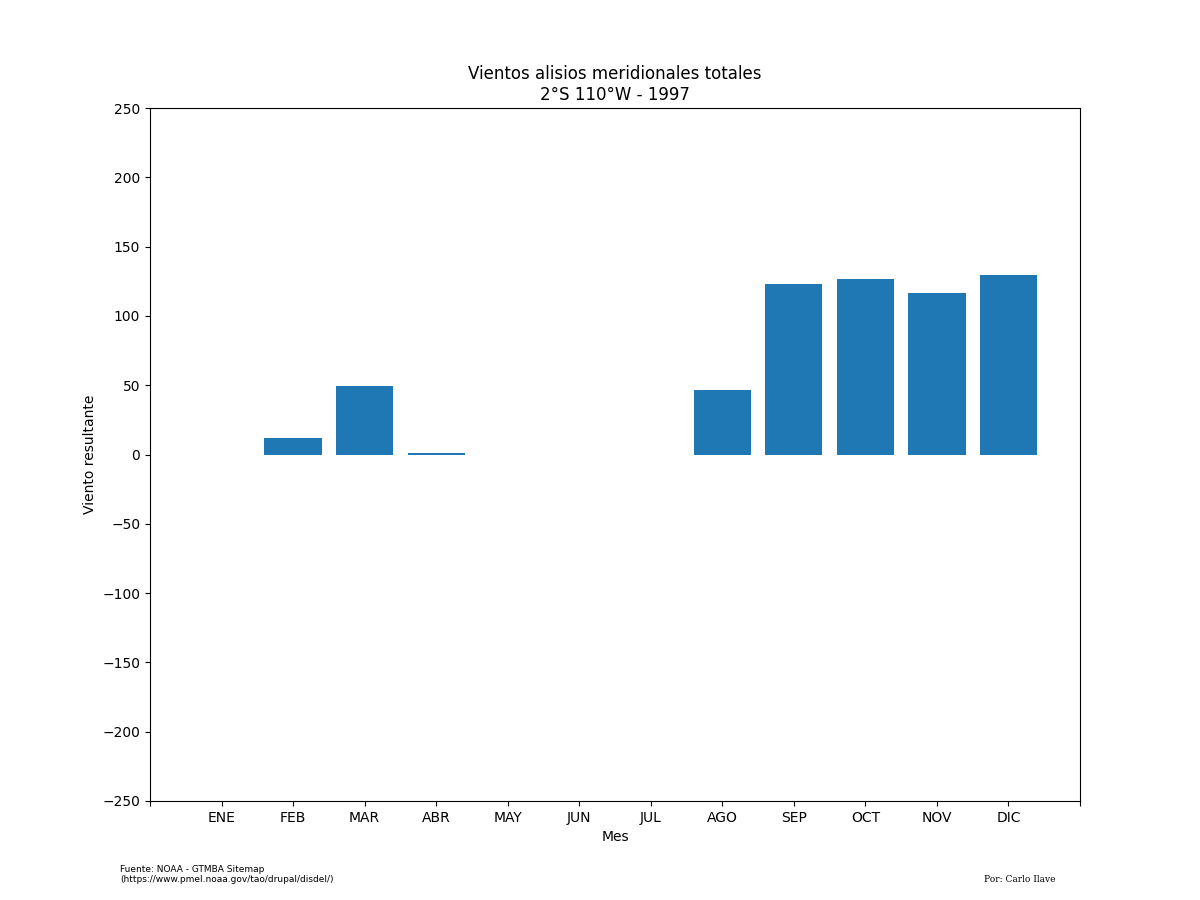 Vientos alisios meridionales totales
2°S 110°W - 1997
250
200
150
100
50
0
−50
−100
−150
−200
−250
Viento resultante
ENE FEB MAR ABR MAY JUN JUL AGO SEP OCT NOV DIC
Mes
Fuente: NOAA - GTMBA Sitemap
(https://www.pmel.noaa.gov/tao/drupal/disdel/)
Por: Carlo Ilave